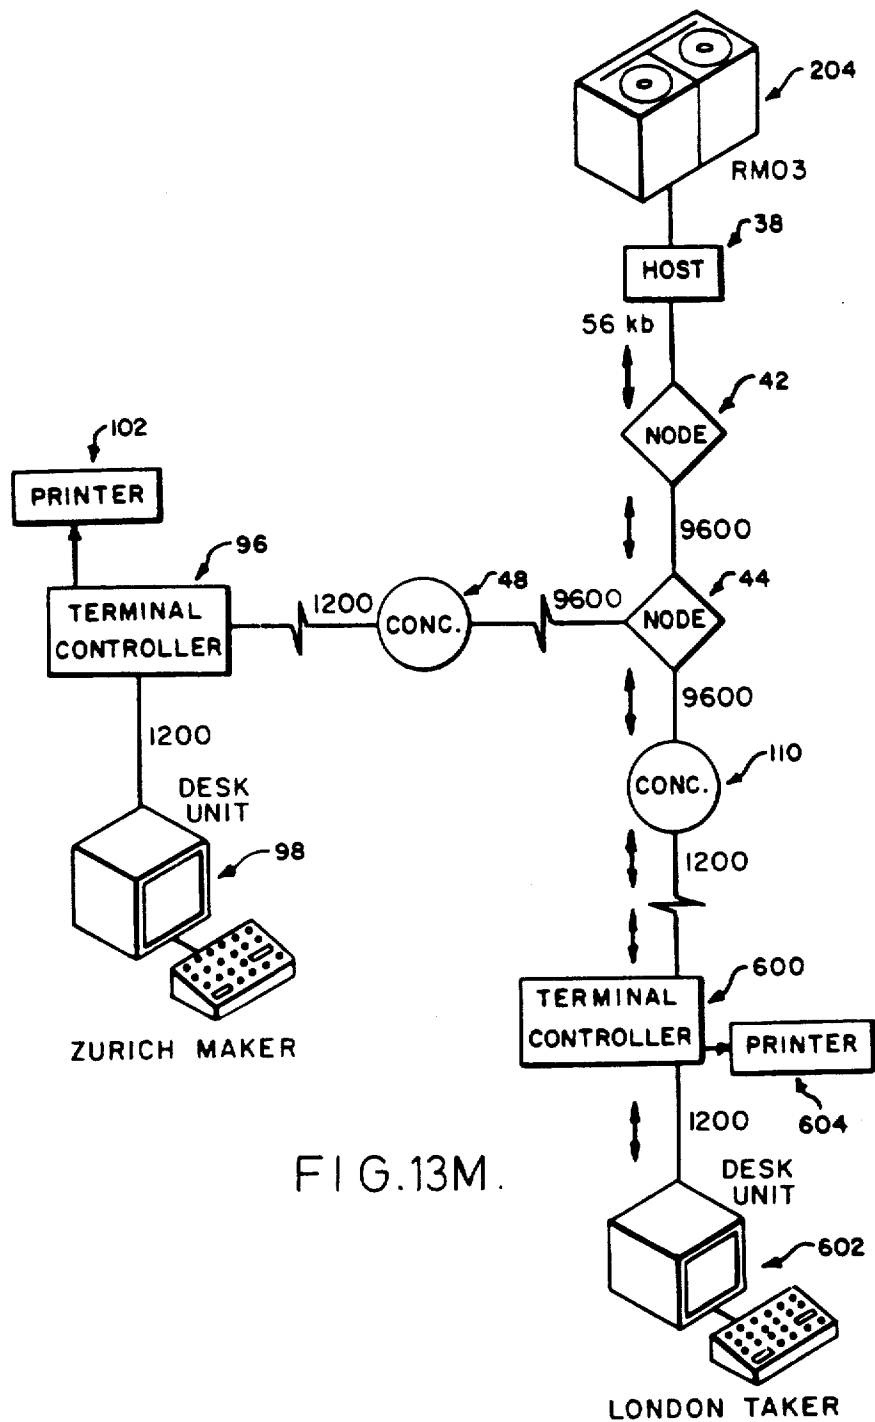 204
RM03
38
HOST
56 kb
42
NODE
102
PRINTER
9600
96
48
44
TERMINAL
CONTROLLER
1200
CONC.
9600
NODE
9600
1200
110
CONC.
DESK
UNIT
98
1200
600
TERMINAL
CONTROLLER
ZURICH MAKER
PRINTER
604
1200
FIG.13M.
DESK
UNIT
602
LONDON TAKER